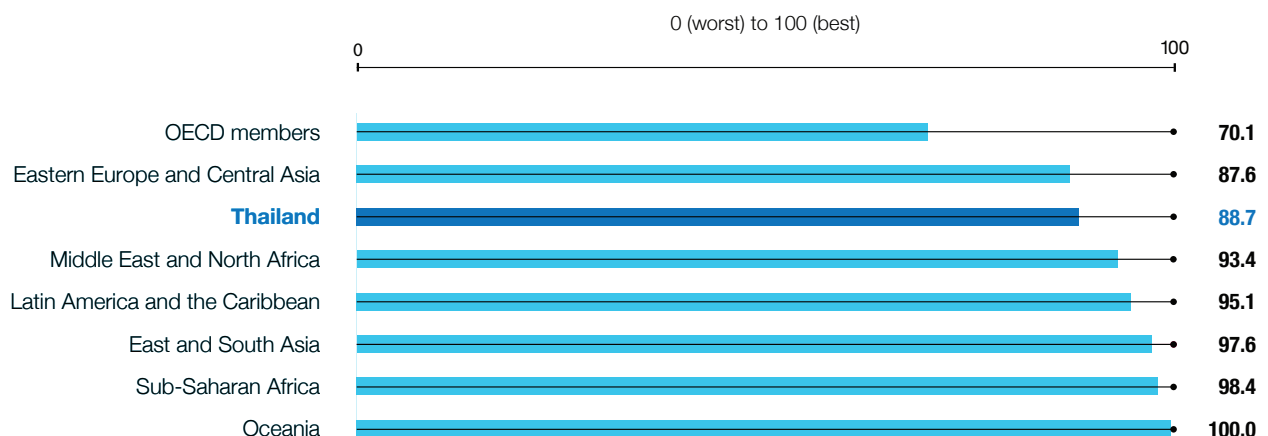 0 (worst) to 100 (best)
0 100
OECD members 70.1
Eastern Europe and Central Asia 87.6
Thailand 88.7
Middle East and North Africa 93.4
Latin America and the Caribbean 95.1
East and South Asia 97.6
Sub-Saharan Africa 98.4
Oceania 100.0